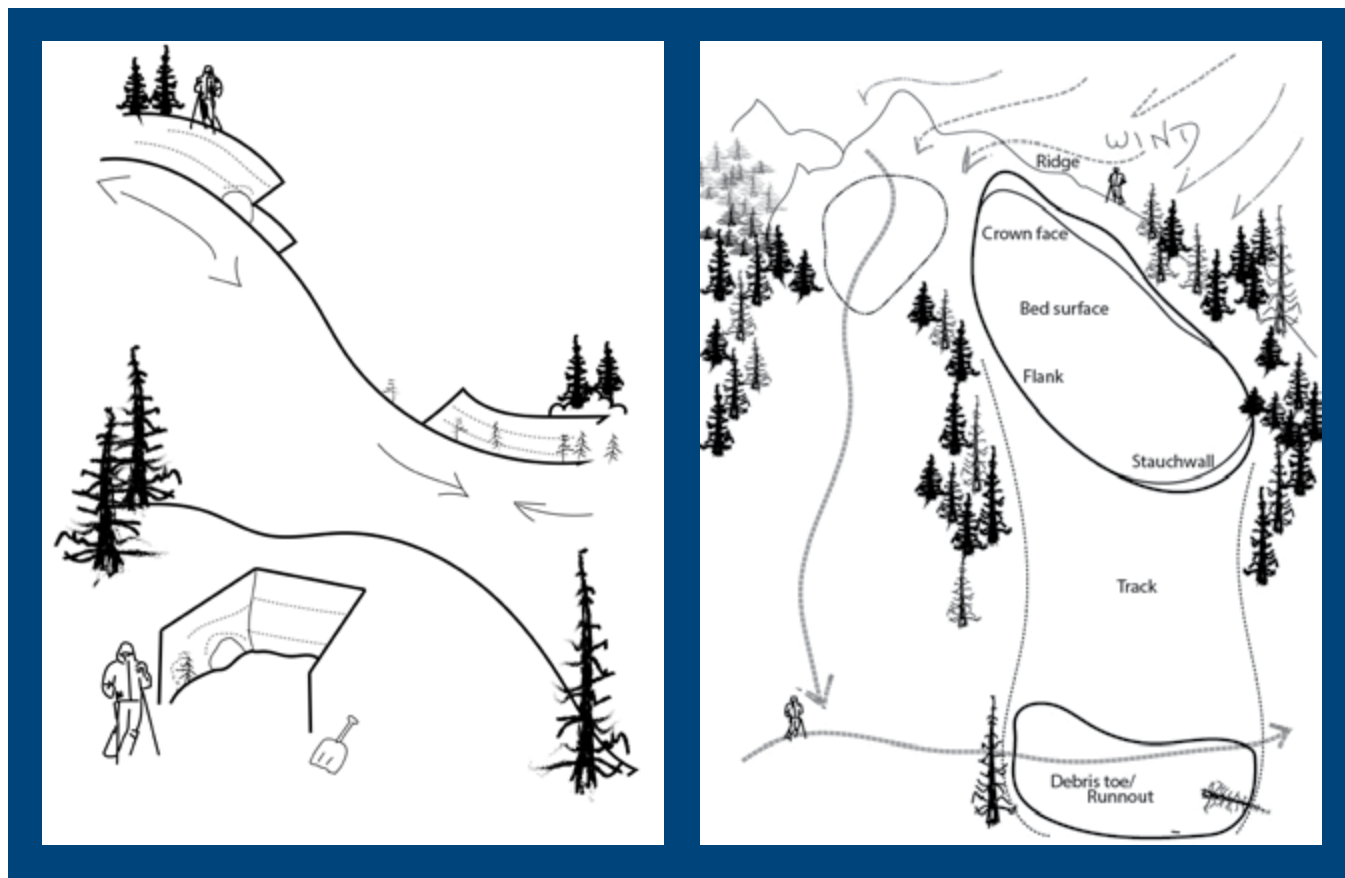 WIND
Ridge
Crown face
Bed surface
Flank
Stauchwall
Track
Debris toe/
Runnout